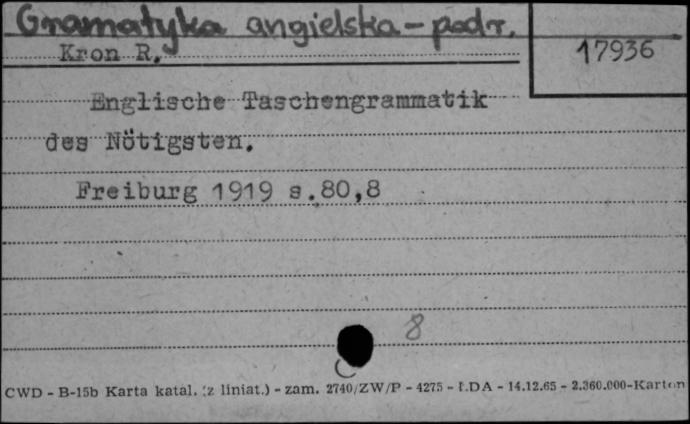 Gramatyka angielska - podr.
Kron R.
17936
Englische Taschengrammatik
des Nötigsten.
Freiburg 1919 s.80,8
8
CWD - B-15b Karta katal. (z liniat.) - zam. 2740/ZW/P - 4275 - LDA - 14.12.65 - 2.360.000-Karton